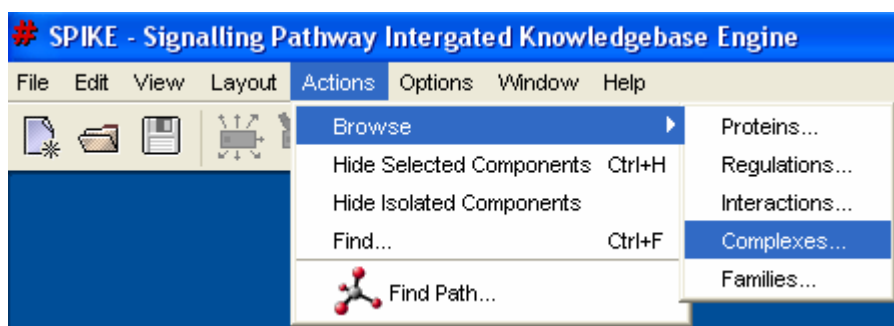 # SPIKE - Signalling Pathway Intergated Knowledgebase Engine
File Edit View Layout Actions Options Window Help
Browse
Hide Selected Components Ctrl+H
Hide Isolated Components
Find... Ctrl+F
Find Path...
Proteins...
Regulations...
Interactions...
Complexes...
Families...